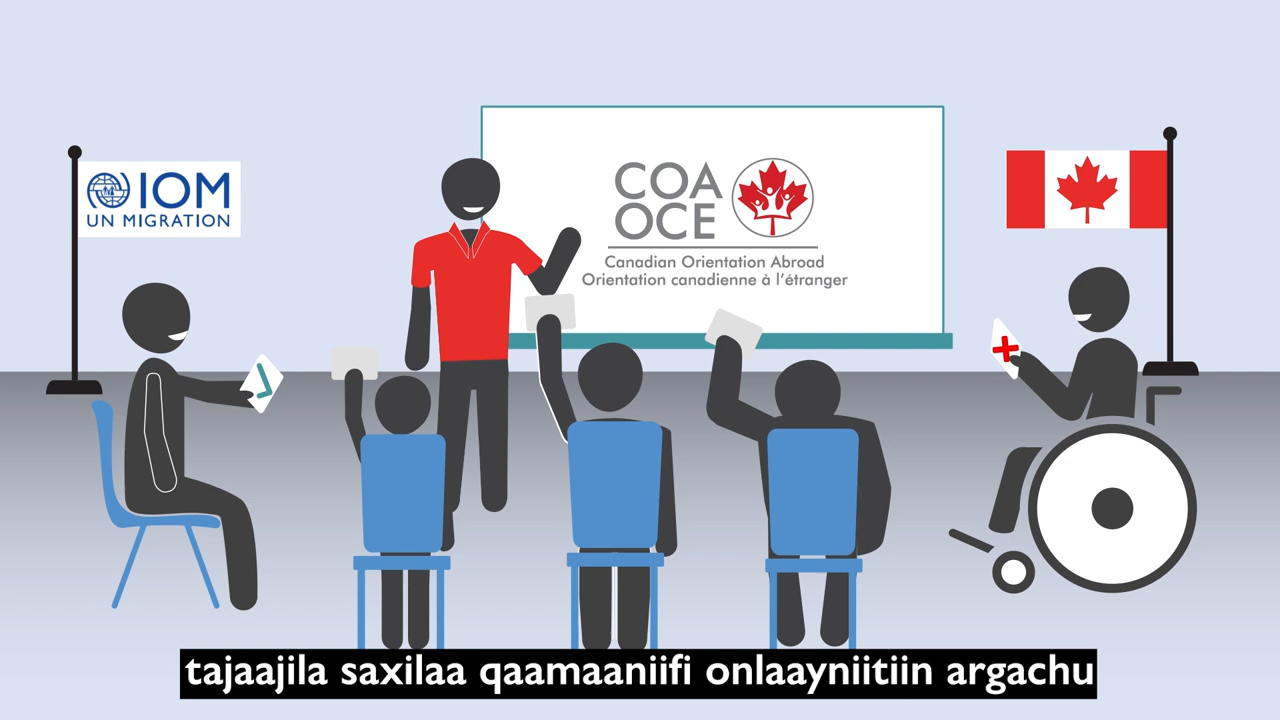 IOM
UN MIGRATION
COA
OCE
Canadian Orientation Abroad
Orientation canadienne à l'étranger
tajaajila saxilaa qaamaaniifi onlaayniitiin argachu